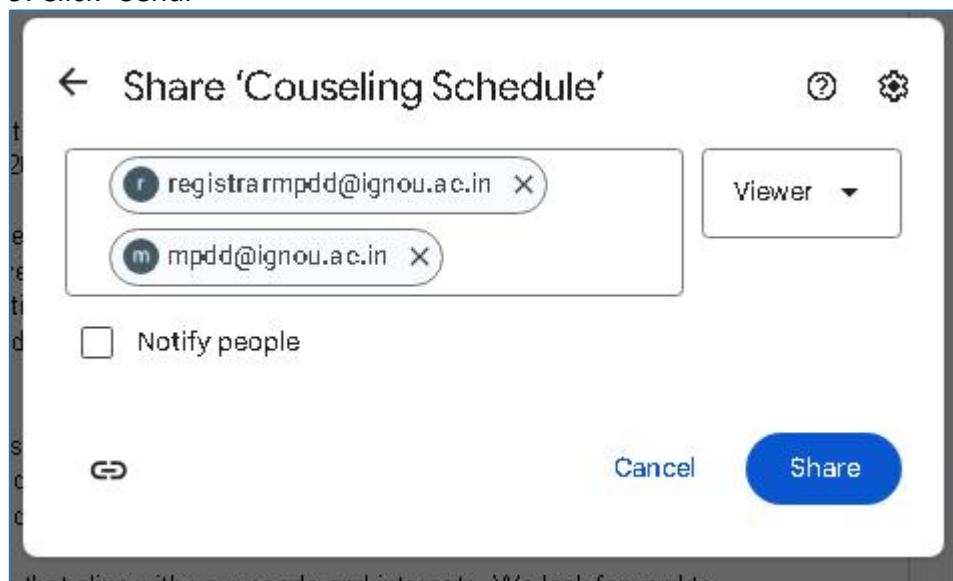 Share ‘Couseling Schedule’
r registrarmpdd@ignou.ac.in
Viewer
m mpdd@ignou.ac.in
Notify people
Cancel Share